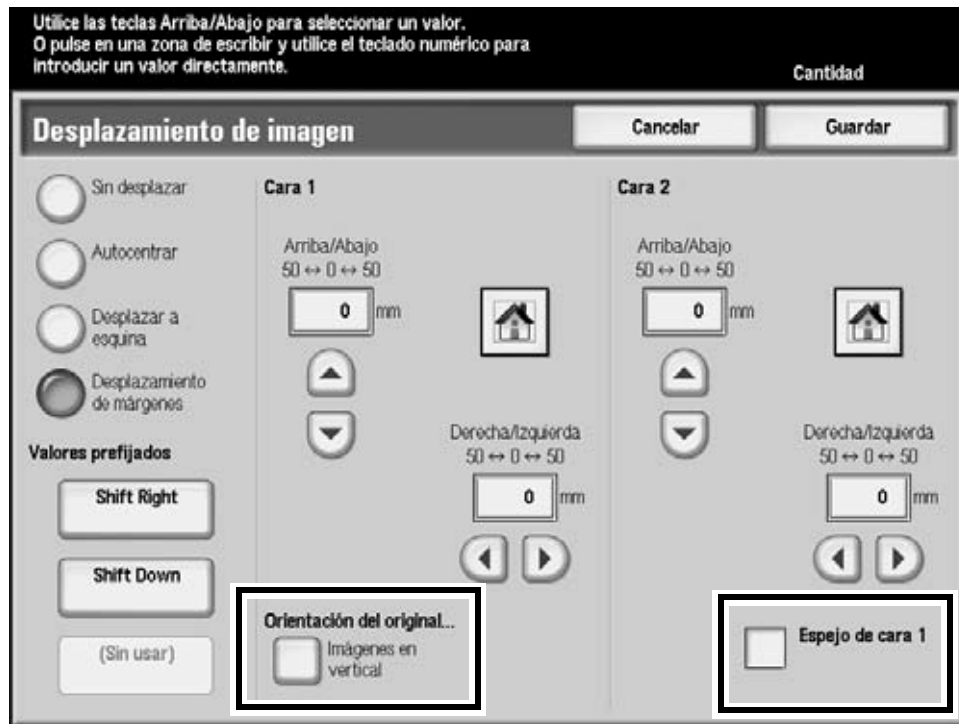 Utilice las teclas Arriba/Abajo para seleccionar un valor.
O pulse en una zona de escribir y utilice el teclado numérico para
introducir un valor directamente.
Cantidad
Desplazamiento de imagen
Cancelar
Guardar
Sin desplazar
Autocentrar
Desplazar a
esquina
Desplazamiento
de márgenes
Valores prefijados
Shift Right
Shift Down
(Sin usar)
Cara 1
Arriba/Abajo
50 ↔ 0 ↔ 50
0 mm
Derecha/Izquierda
50 ↔ 0 ↔ 50
0 mm
Orientación del original...
Imágenes en
vertical
Cara 2
Arriba/Abajo
50 ↔ 0 ↔ 50
0 mm
Derecha/Izquierda
50 ↔ 0 ↔ 50
0 mm
Espejo de cara 1